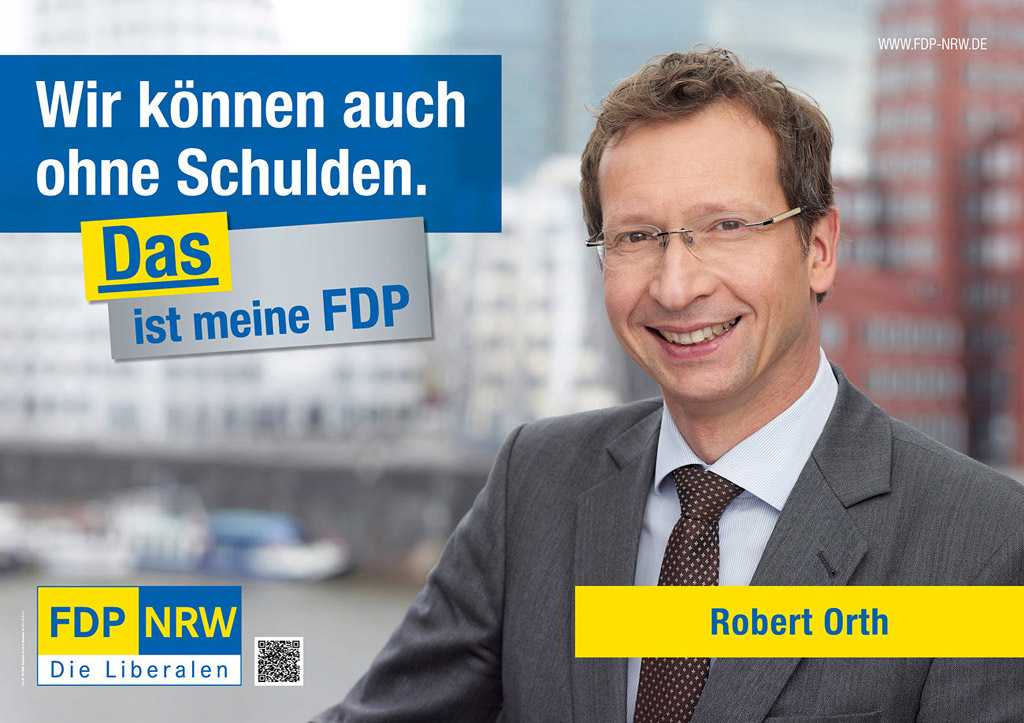 WWW.FDP-NRW.DE
Wir können auch
ohne Schulden.
Das
ist meine FDP
FDP NRW
Die Liberalen
Robert Orth